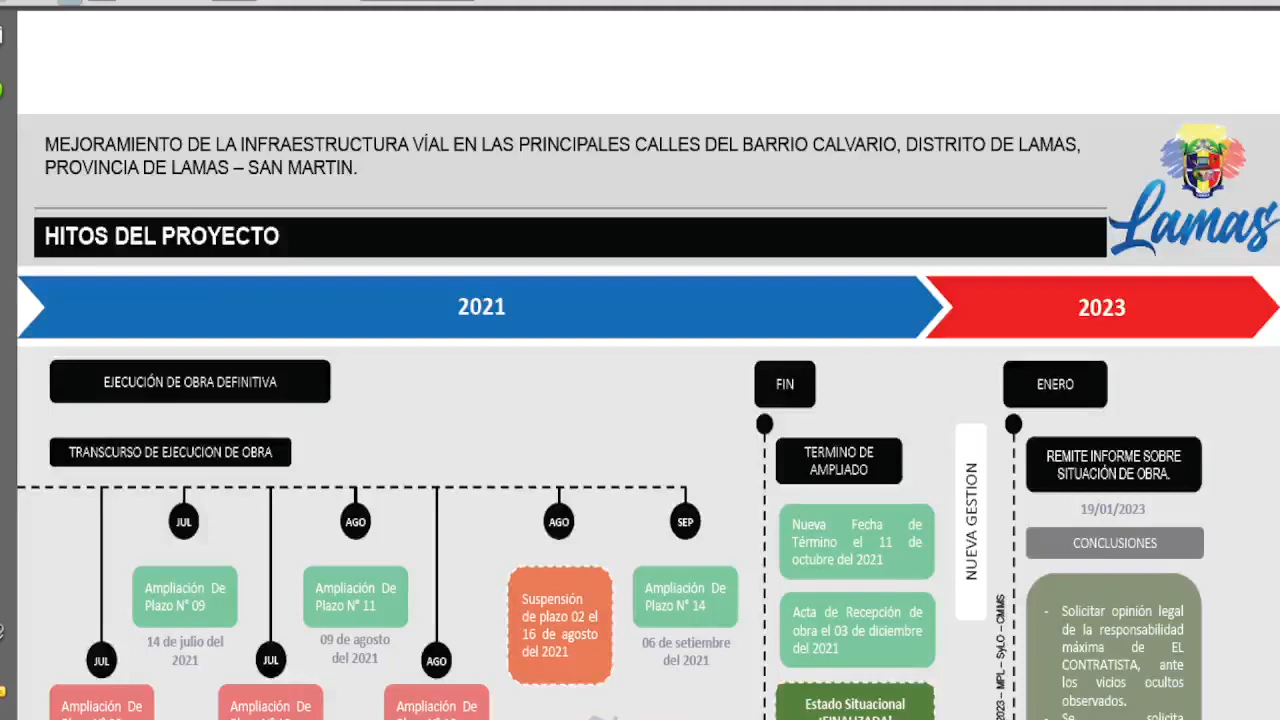 MEJORAMIENTO DE LA INFRAESTRUCTURA VÍAL EN LAS PRINCIPALES CALLES DEL BARRIO CALVARIO, DISTRITO DE LAMAS,
PROVINCIA DE LAMAS – SAN MARTIN.
Lamas
HITOS DEL PROYECTO
2021
2023
EJECUCIÓN DE OBRA DEFINITIVA
FIN
ENERO
TRANSCURSO DE EJECUCION DE OBRA
TERMINO DE
AMPLIADO
REMITE INFORME SOBRE
SITUACIÓN DE OBRA.
19/01/2023
CONCLUSIONES
NUEVA GESTION
JUL
AGO
AGO
SEP
Nueva Fecha de
Término el 11 de
octubre del 2021
Ampliación De
Plazo N° 09
14 de julio del
2021
Ampliación De
Plazo N° 11
09 de agosto
del 2021
Suspensión
de plazo 02 el
16 de agosto
del 2021
Ampliación De
Plazo N° 14
06 de setiembre
del 2021
Acta de Recepción de
obra el 03 de diciembre
del 2021
- Solicitar opinión legal
de la responsabilidad
máxima de EL
CONTRATISTA, ante
los vicios ocultos
observados.
- Se solicita
2023 – MPL – SyLO – CMMS
JUL
JUL
AGO
Ampliación De
Ampliación De
Ampliación De
Estado Situacional